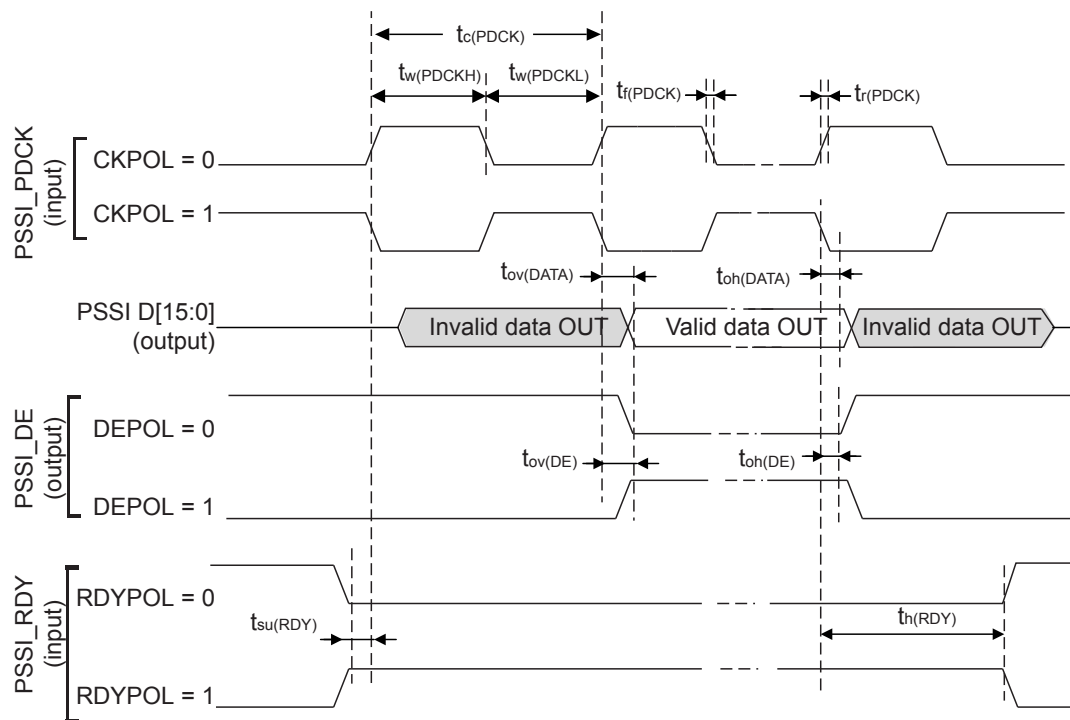 tc(PDCK)
tw(PDCKH)
tw(PDCKL)
tf(PDCK)
tr(PDCK)
PSSI_PDCK
(input)
CKPOL = 0
CKPOL = 1
tov(DATA)
toh(DATA)
PSSI D[15:0]
(output)
Invalid data OUT
Valid data OUT
Invalid data OUT
PSSI_DE
(output)
DEPOL = 0
tov(DE)
toh(DE)
DEPOL = 1
PSSI_RDY
(input)
RDYPOL = 0
tsu(RDY)
th(RDY)
RDYPOL = 1